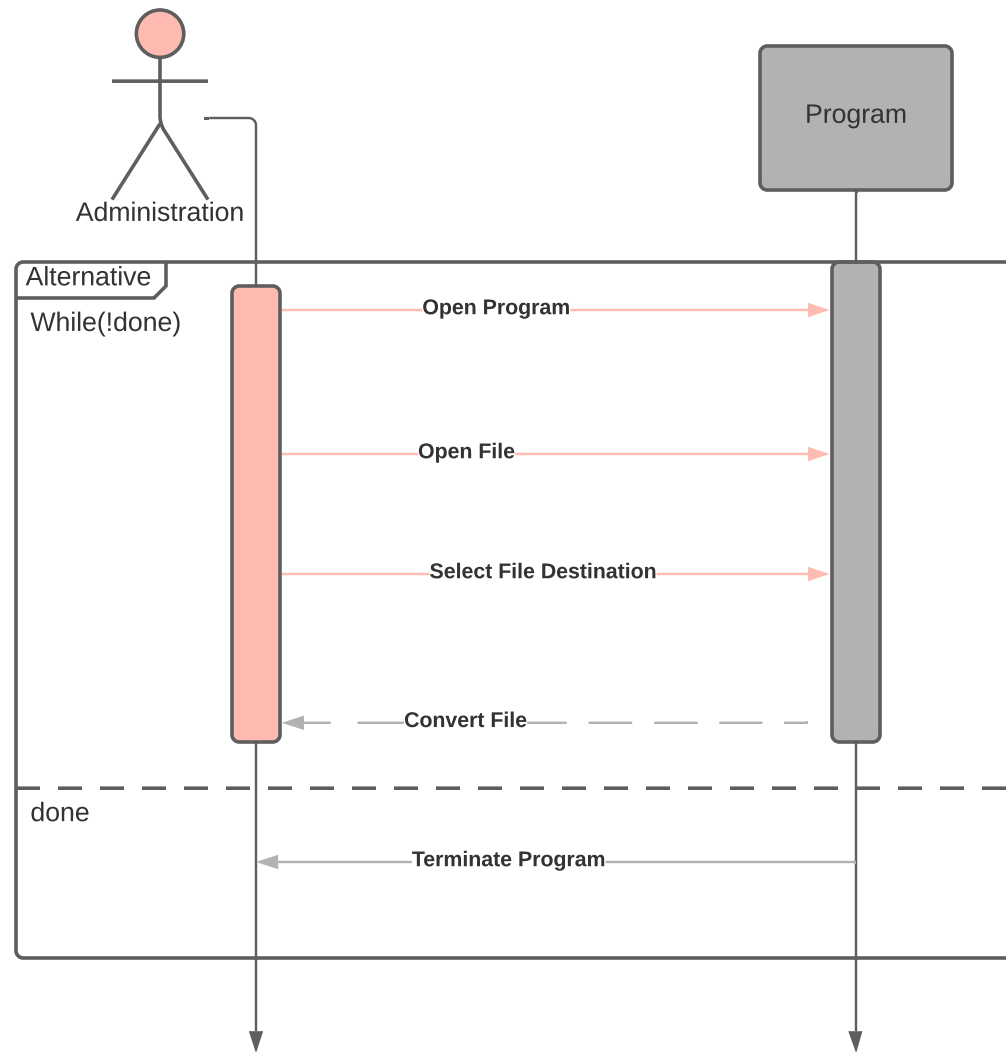 Program
Administration
Alternative
While(!done)
Open Program
Open File
Select File Destination
Convert File
done
Terminate Program